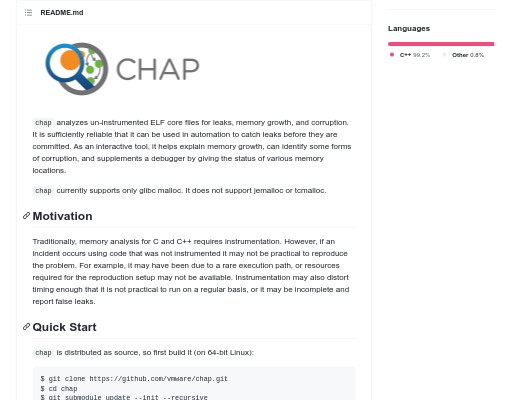 README.md
CHAP
chap analyzes un-instrumented ELF core files for leaks, memory growth, and corruption.
It is sufficiently reliable that it can be used in automation to catch leaks before they are
committed. As an interactive tool, it helps explain memory growth, can identify some forms
of corruption, and supplements a debugger by giving the status of various memory
locations.
chap currently supports only glibc malloc. It does not support jemalloc or tcmalloc.
Motivation
Traditionally, memory analysis for C and C++ requires instrumentation. However, if an
incident occurs using code that was not instrumented it may not be practical to reproduce
the problem. For example, it may have been due to a rare execution path, or resources
required for the reproduction setup may not be available. Instrumentation may also distort
timing enough that it is not practical to run on a regular basis, or it may be incomplete and
report false leaks.
Quick Start
chap is distributed as source, so first build it (on 64-bit Linux):
$ git clone https://github.com/vmware/chap.git
$ cd chap
$ git submodule update --init --recursive
Languages
C++ 99.2% Other 0.8%